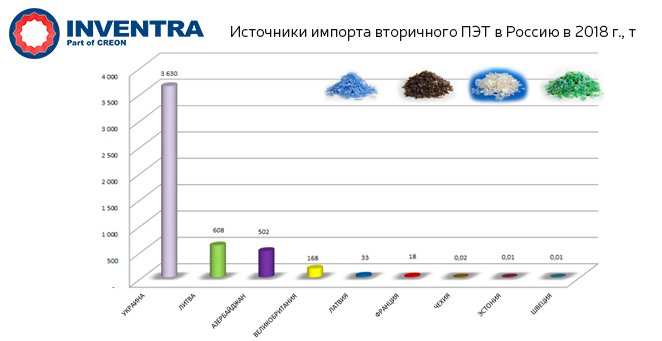 INVENTRA
Part of CREON
Источники импорта вторичного ПЭТ в Россию в 2018 г., т
4 000
3 500
3 000
2 500
2 000
1 500
1 000
500
-
3 630
608
502
168
33
18
0,02
0,01
0,01
УКРАИНА
ЛИТВА
АЗЕРБАЙДЖАН
ВЕЛИКОБРИТАНИЯ
ЛАТВИЯ
ФРАНЦИЯ
ЧЕХИЯ
ЭСТОНИЯ
ШВЕЦИЯ